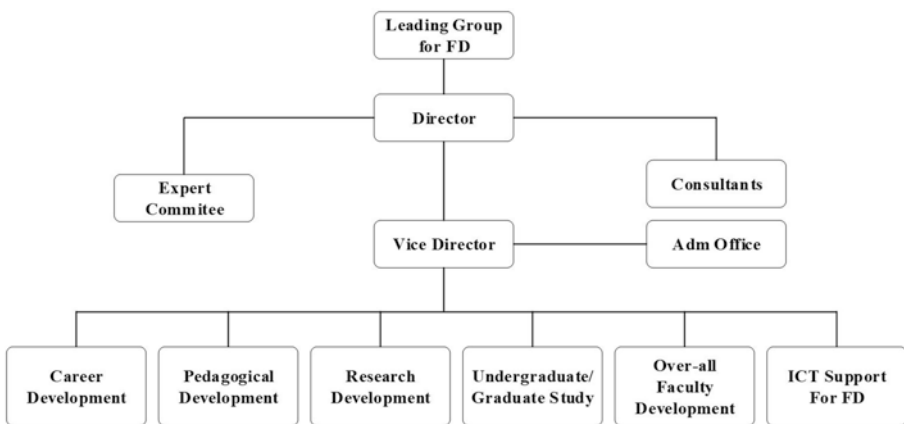 Leading Group
for FD
Director
Expert
Commitee
Consultants
Vice Director
Adm Office
Career
Development
Pedagogical
Development
Research
Development
Undergraduate/
Graduate Study
Over-all
Faculty
Development
ICT Support
For FD